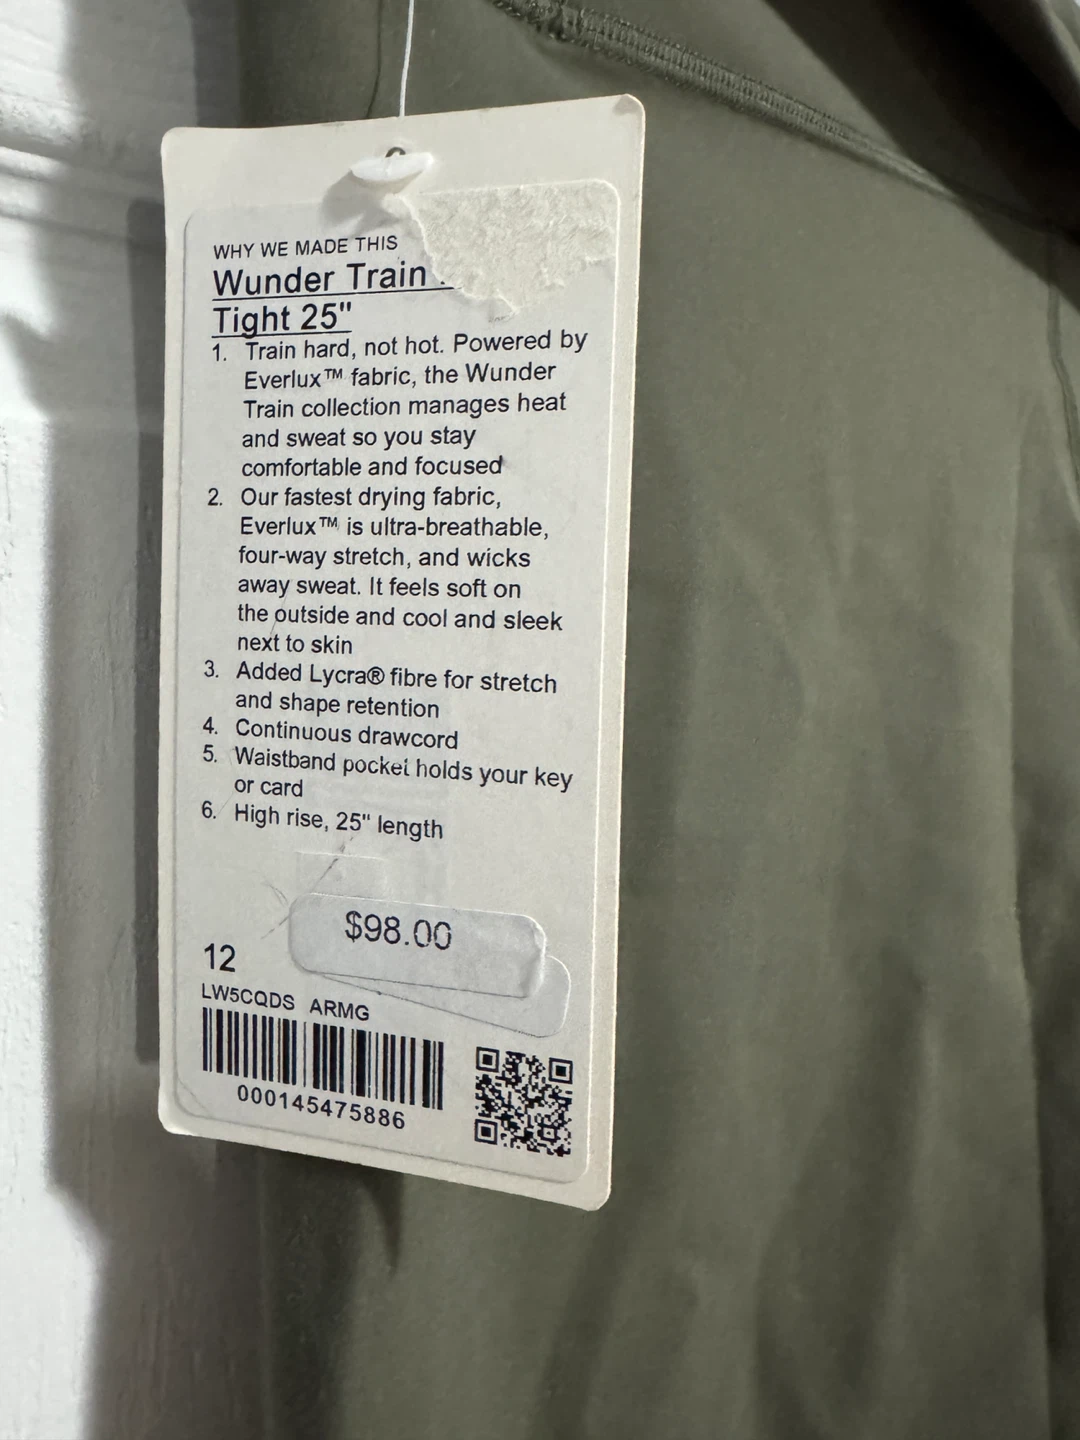 WHY WE MADE THIS
Wunder Train
Tight 25"
1. Train hard, not hot. Powered by
Everlux™ fabric, the Wunder
Train collection manages heat
and sweat so you stay
comfortable and focused
2. Our fastest drying fabric,
Everlux™ is ultra-breathable,
four-way stretch, and wicks
away sweat. It feels soft on
the outside and cool and sleek
next to skin
3. Added Lycra® fibre for stretch
and shape retention
4. Continuous drawcord
5. Waistband pocket holds your key
or card
6. High rise, 25" length
$98.00
12
LW5CQDS ARMG
000145475886